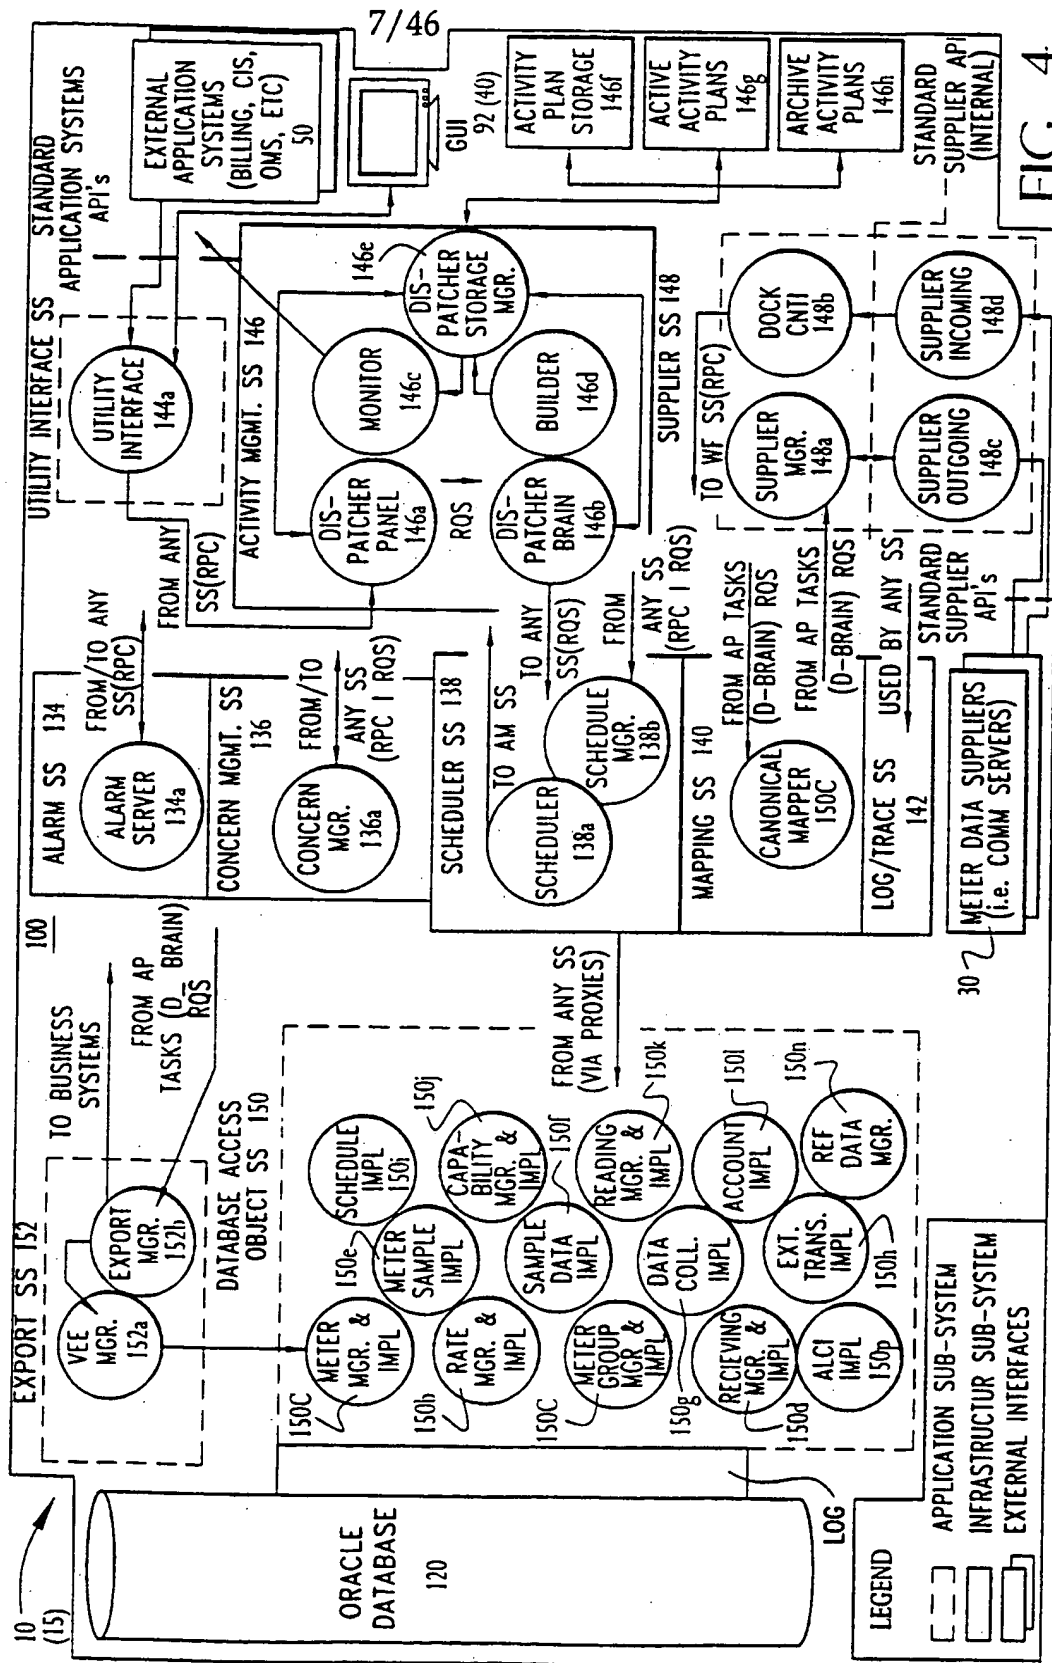 7/46
10
(15)
100
EXPORT SS 152
VEE
MGR.
152a
EXPORT
MGR.
152h
TO BUSINESS
SYSTEMS
FROM AP
TASKS (D_ BRAIN)
RQS
DATABASE ACCESS
OBJECT SS 150
ORACLE
DATABASE
120
LOG
150C
METER
MGR. &
IMPL
150e
METER
SAMPLE
IMPL
SCHEDULE
IMPL
150i
150j
CAPA-
BILITY
MGR. &
IMPL
150b
RATE
MGR. &
IMPL
SAMPLE
DATA
IMPL
150f
150C
METER
GROUP
MGR &
IMPL
150g
DATA
COLL.
IMPL
READING
MGR. &
IMPL
150k
RECIEVING
MGR. &
IMPL
150d
ACCOUNT
IMPL
150l
ALCI
IMPL
150p
EXT.
TRANS.
IMPL
150h
REF
DATA
MGR.
150n
FROM ANY SS
(VIA PROXIES)
ALARM SS 134
ALARM
SERVER
134a
FROM/TO ANY
SS(RPC)
CONCERN MGMT. SS
136
CONCERN
MGR.
136a
FROM/TO
ANY SS
(RPC I RQS)
SCHEDULER SS 138
SCHEDULER
138a
SCHEDULE
MGR.
138b
TO AM SS
TO ANY
SS(RQS)
FROM
ANY SS
(RPC I RQS)
MAPPING SS 140
CANONICAL
MAPPER
150C
FROM AP TASKS
(D-BRAIN) RQS
LOG/TRACE SS
142
USED BY ANY SS
UTILITY INTERFACE SS
UTILITY
INTERFACE
144a
FROM ANY
SS(RPC)
STANDARD
APPLICATION SYSTEMS
API's
EXTERNAL
APPLICATION
SYSTEMS
(BILLING, CIS,
OMS, ETC)
50
GUI
92 (40)
ACTIVITY MGMT. SS 146
DIS-
PATCHER
PANEL
146a
RQS
DIS-
PATCHER
BRAIN
146b
MONITOR
146c
BUILDER
146d
DIS-
PATCHER
STORAGE
MGR.
146e
ACTIVITY
PLAN
STORAGE
146f
ACTIVE
ACTIVITY
PLANS
146g
ARCHIVE
ACTIVITY
PLANS
146h
SUPPLIER SS 148
TO WF SS(RPC)
SUPPLIER
MGR.
148a
DOCK
CNTI
148b
FROM AP TASKS
(D-BRAIN) RQS
SUPPLIER
OUTGOING
148c
SUPPLIER
INCOMING
148d
STANDARD
SUPPLIER API
(INTERNAL)
STANDARD
SUPPLIER
API's
30
METER DATA SUPPLIERS
(i.e. COMM SERVERS)
LEGEND
APPLICATION SUB-SYSTEM
INFRASTRUCTUR SUB-SYSTEM
EXTERNAL INTERFACES
FIG. 4